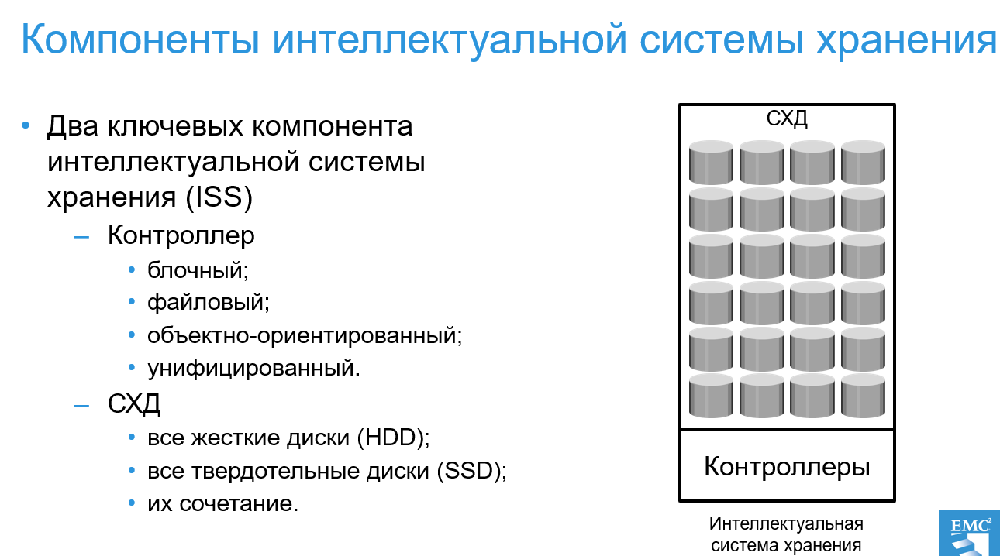 Компоненты интеллектуальной системы хранения
• Два ключевых компонента
интеллектуальной системы
хранения (ISS)
– Контроллер
• блочный;
• файловый;
• объектно-ориентированный;
• унифицированный.
– СХД
• все жесткие диски (HDD);
• все твердотельные диски (SSD);
• их сочетание.
СХД
Контроллеры
Интеллектуальная
система хранения
EMC²